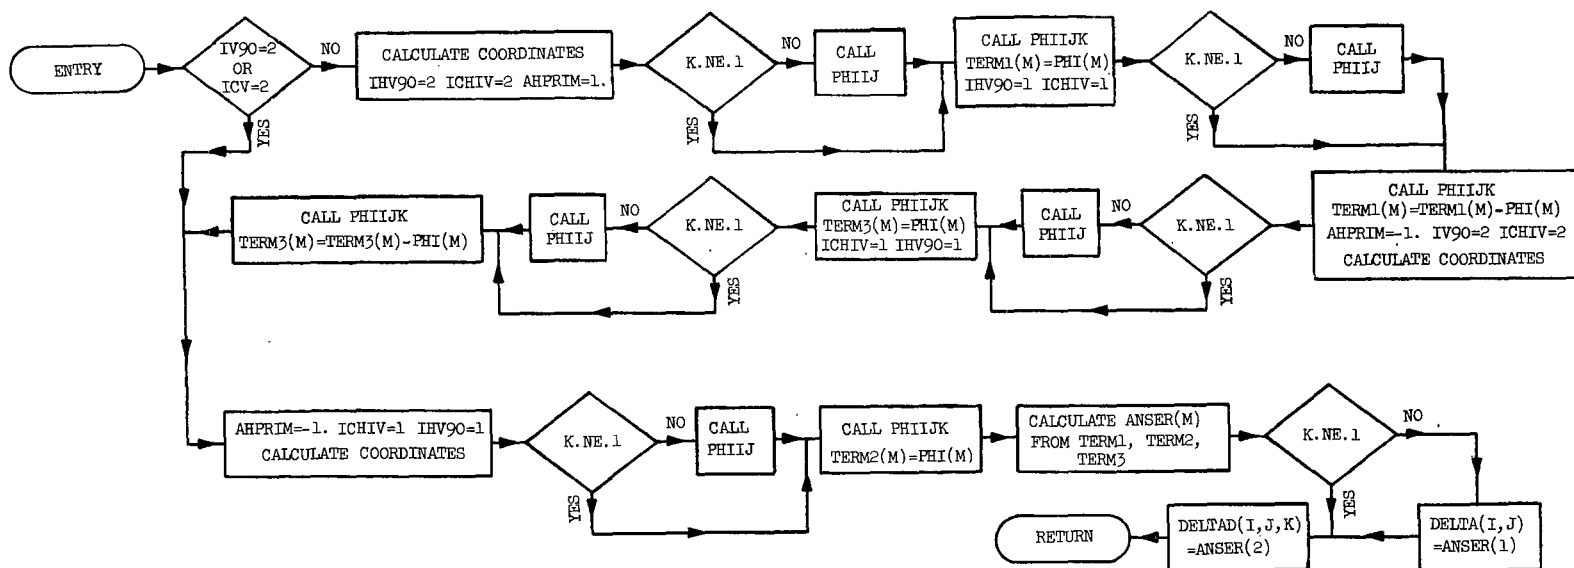 ENTRY
IV90=2
OR
ICV=2
NO
YES
CALCULATE COORDINATES
IHV90=2 ICHIV=2 AHPRIM=1.
K.NE.1
NO
YES
CALL
PHIIJ
CALL PHIIJK
TERM1(M)=PHI(M)
IHV90=1 ICHIV=1
K.NE.1
NO
YES
CALL
PHIIJ
CALL PHIIJK
TERM1(M)=TERM1(M)-PHI(M)
AHPRIM=-1. IV90=2 ICHIV=2
CALCULATE COORDINATES
K.NE.1
NO
YES
CALL
PHIIJ
CALL PHIIJK
TERM3(M)=PHI(M)
ICHIV=1 IHV90=1
K.NE.1
NO
YES
CALL
PHIIJ
CALL PHIIJK
TERM3(M)=TERM3(M)-PHI(M)
AHPRIM=-1. ICHIV=1 IHV90=1
CALCULATE COORDINATES
K.NE.1
NO
YES
CALL
PHIIJ
CALL PHIIJK
TERM2(M)=PHI(M)
CALCULATE ANSER(M)
FROM TERM1, TERM2,
TERM3
K.NE.1
NO
YES
DELTA(I,J)
=ANSER(1)
DELTAD(I,J,K)
=ANSER(2)
RETURN